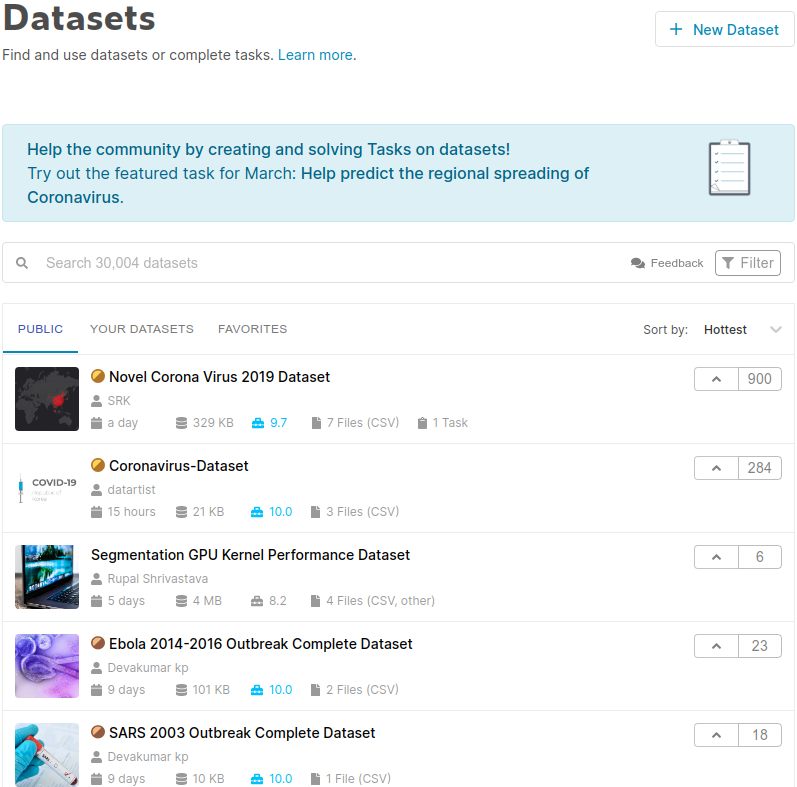 Datasets
+ New Dataset
Find and use datasets or complete tasks. Learn more.
Help the community by creating and solving Tasks on datasets!
Try out the featured task for March: Help predict the regional spreading of
Coronavirus.
Search 30,004 datasets
Feedback
Filter
PUBLIC YOUR DATASETS FAVORITES Sort by: Hottest
Novel Corona Virus 2019 Dataset 900
SRK
a day 329 KB 9.7 7 Files (CSV) 1 Task
COVID-19
Coronavirus-Dataset 284
datartist
15 hours 21 KB 10.0 3 Files (CSV)
Segmentation GPU Kernel Performance Dataset 6
Rupal Shrivastava
5 days 4 MB 8.2 4 Files (CSV, other)
Ebola 2014-2016 Outbreak Complete Dataset 23
Devakumar kp
9 days 101 KB 10.0 2 Files (CSV)
SARS 2003 Outbreak Complete Dataset 18
Devakumar kp
9 days 10 KB 10.0 1 File (CSV)